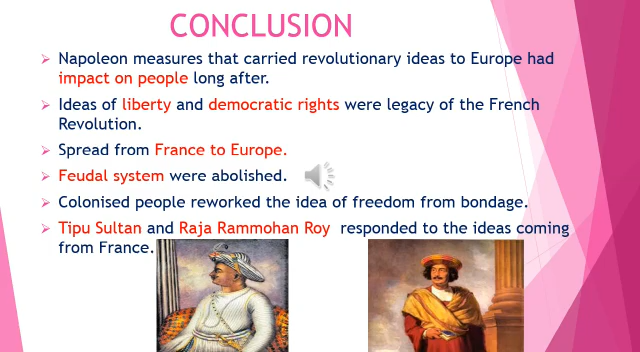 CONCLUSION
Napoleon measures that carried revolutionary ideas to Europe had
impact on people long after.
Ideas of liberty and democratic rights were legacy of the French
Revolution.
Spread from France to Europe.
Feudal system were abolished.
Colonised people reworked the idea of freedom from bondage.
Tipu Sultan and Raja Rammohan Roy responded to the ideas coming
from France.